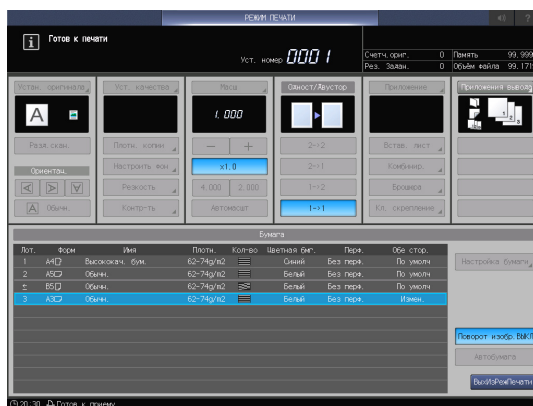 РЕЖИМ ПЕЧАТИ
?
i Готов к печати
Уст. номер 0001
Счетч.ориг. 0 Память 99.999
Рез. Задан. 0 Объём файла
Устан. оригинала Уст. качества Масш Одност/Двустор Приложение Приложения вывода
A 1. 000 1 2 3
Разд.скан. Плотн. копии — + 2->2 Встав. лист
Ориентац. Настроить фон x1.0 2->1 Комбинир.
A A A Резкость 4.000 2.000 1->2 Брошюра
A Обычн. Контр-ть Автомасшт 1->1 Кл. скрепление
Бумага
Лот. Форм Имя Плотн. Кол-во Цветная бмг. Перф. Обе стор.
1 A4 Высококач. бум. 62-74g/m2 Синий Без перф. По умолч
2 A5 Обычн. 62-74g/m2 Белый Без перф. По умолч
B5 Обычн. 62-74g/m2 Белый Без перф. По умолч
3 A3 Обычн. 62-74g/m2 Белый Без перф. Измен.
Настройка бумаги
Поворот изобр.ВЫКЛ
Автобумага
ВыхИзРежПечати
20:30 Готов к приему